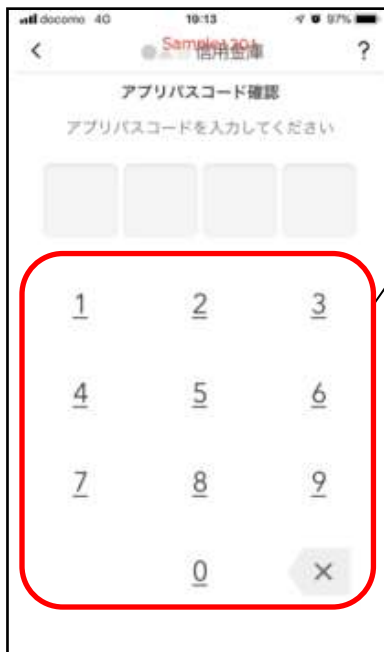 docomo 4G 19:13 97%
< 信用金庫 ?
アプリパスコード確認
アプリパスコードを入力してください
1 2 3
4 5 6
7 8 9
0 ×